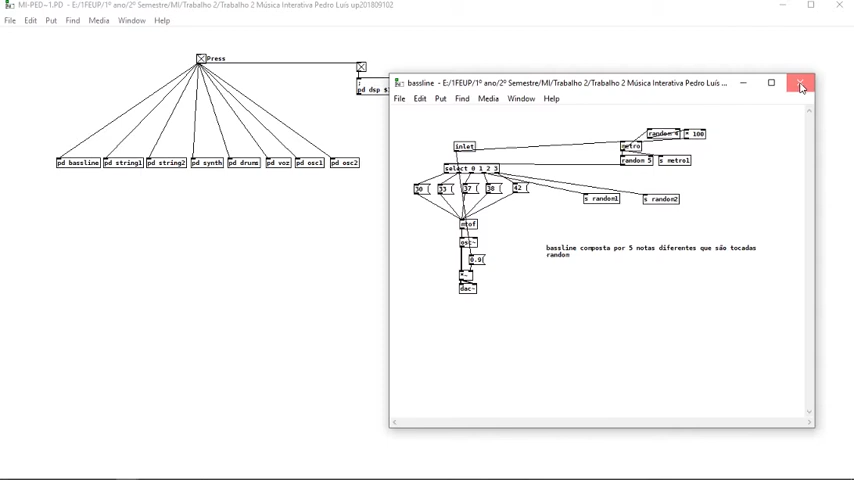 MI-PED~1.PD - E:/1FEUP/1º ano/2º Semestre/MI/Trabalho 2/Trabalho 2 Música Interativa Pedro Luís up201809102
File Edit Put Find Media Window Help
Press
pd dsp $
pd bassline pd string1 pd string2 pd synth pd drum pd voz pd osc1 pd osc2
bassline - E:/1FEUP/1º ano/2º Semestre/MI/Trabalho 2/Trabalho 2 Música Interativa Pedro Luís ...
File Edit Put Find Media Window Help
random 4 * 100
inlet metro
random 5 s metro1
select 0 1 2 3
30 33 37 38 42
s random1 s random2
mtof
osc~
bassline composta por 5 notas diferentes que são tocadas
random
0.9
*~
dac~